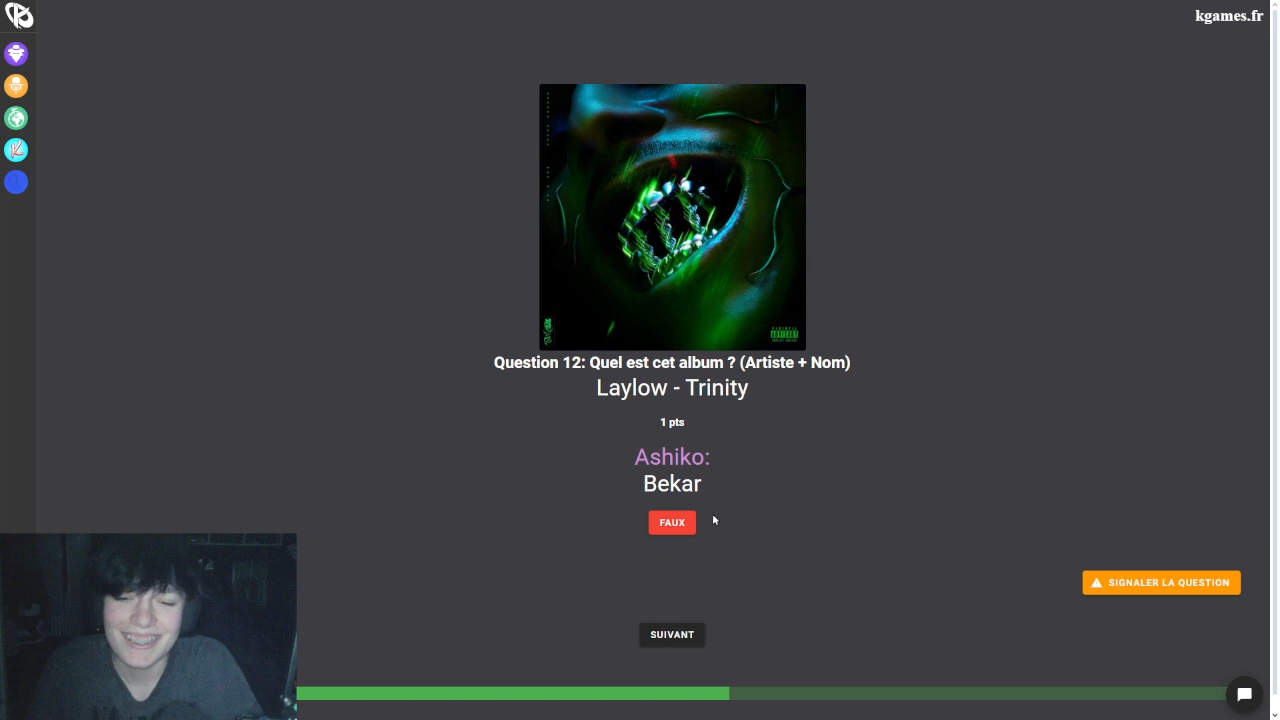 kgames.fr
Question 12: Quel est cet album ? (Artiste + Nom)
Laylow - Trinity
1 pts
Ashiko:
Bekar
FAUX
SIGNALER LA QUESTION
SUIVANT